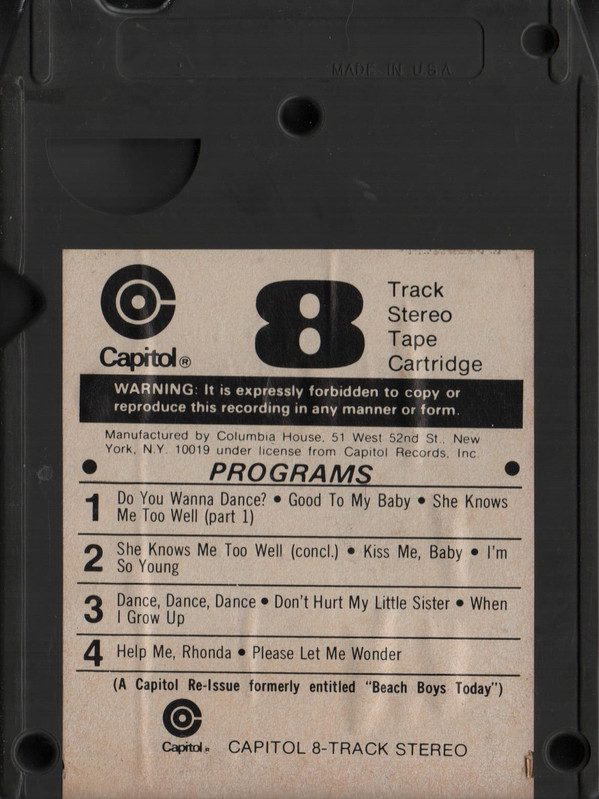 MADE IN USA
Capitol®
8
Track
Stereo
Tape
Cartridge
WARNING: It is expressly forbidden to copy or
reproduce this recording in any manner or form.
Manufactured by Columbia House, 51 West 52nd St., New
York, N.Y. 10019 under license from Capitol Records, Inc.
PROGRAMS
1 Do You Wanna Dance? • Good To My Baby • She Knows
Me Too Well (part 1)
2 She Knows Me Too Well (concl.) • Kiss Me, Baby • I'm
So Young
3 Dance, Dance, Dance • Don't Hurt My Little Sister • When
I Grow Up
4 Help Me, Rhonda • Please Let Me Wonder
(A Capitol Re-Issue formerly entitled "Beach Boys Today")
Capitol
CAPITOL 8-TRACK STEREO